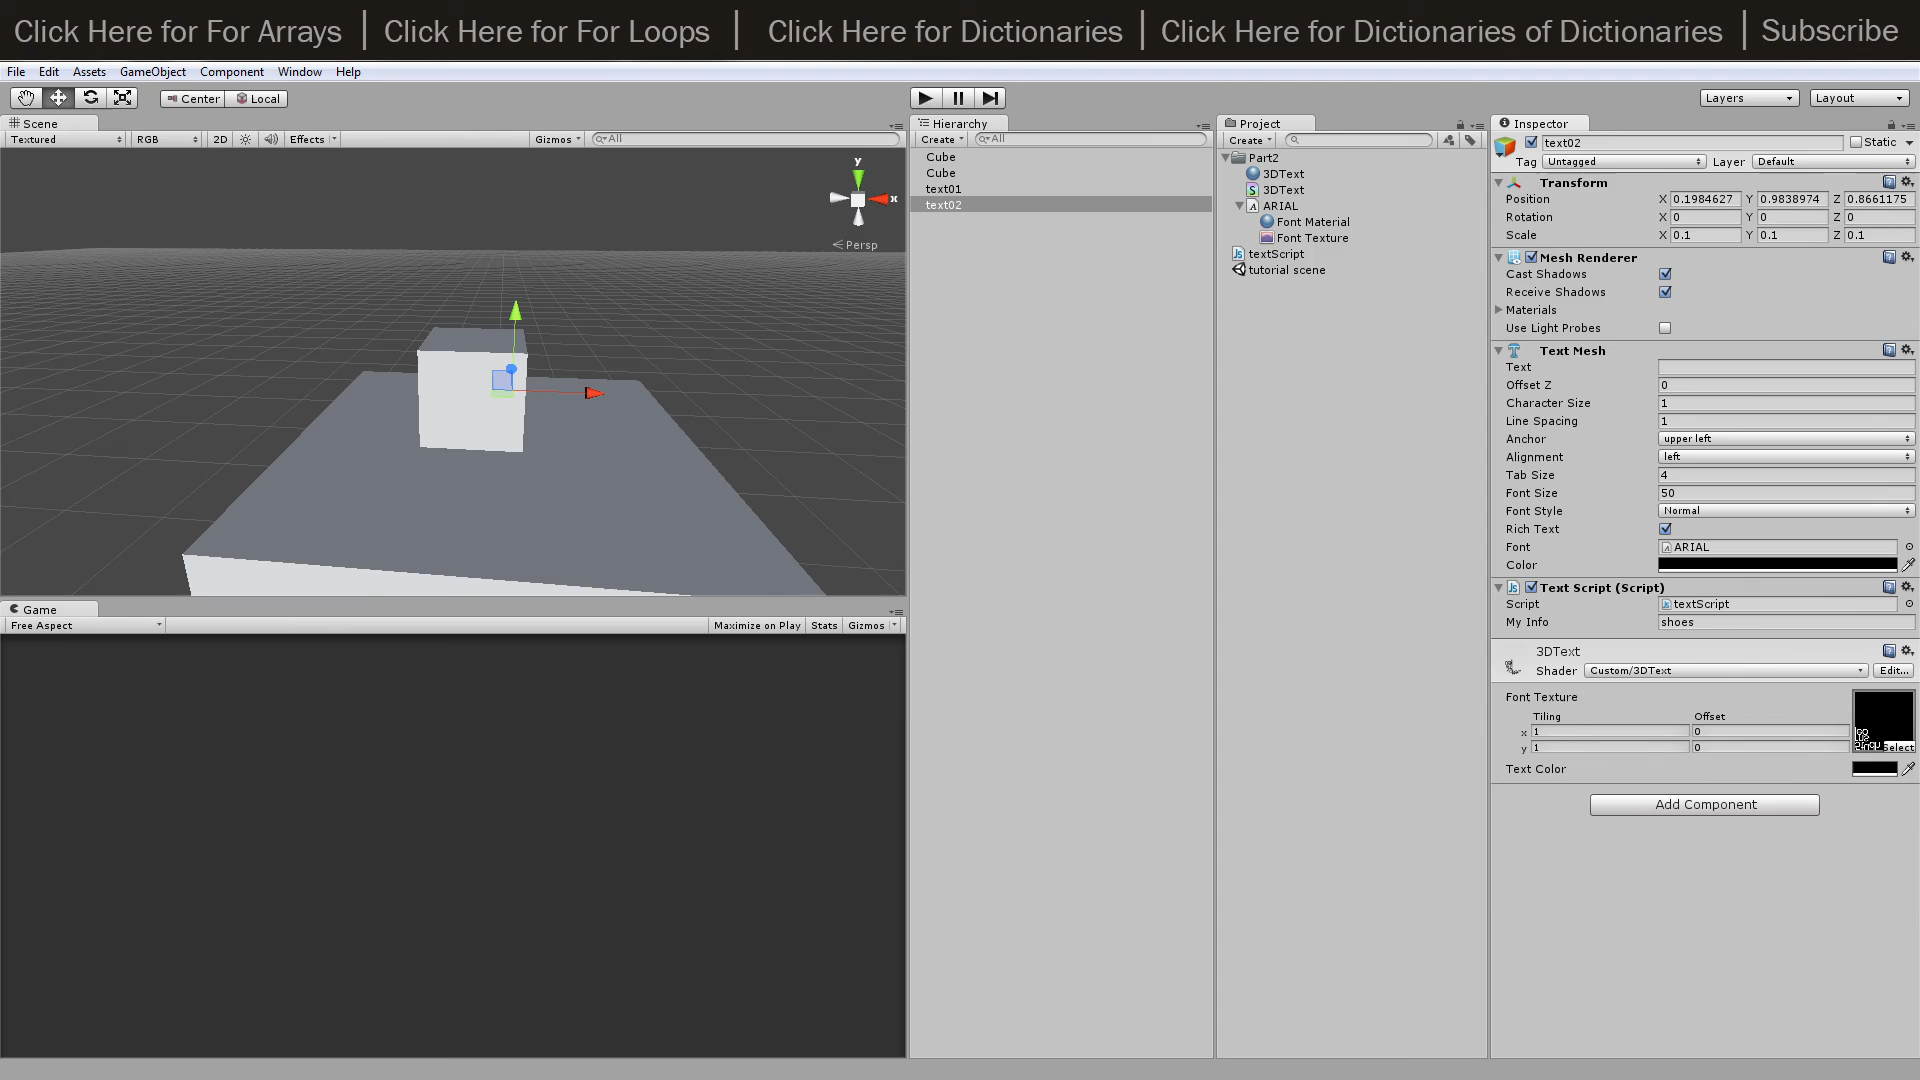 Click Here for For Arrays | Click Here for For Loops | Click Here for Dictionaries | Click Here for Dictionaries of Dictionaries | Subscribe
File Edit Assets GameObject Component Window Help
Center Local Layers Layout
Scene
Textured RGB 2D Effects Gizmos All
y
x
Persp
Game
Free Aspect Maximize on Play Stats Gizmos
Hierarchy
Create All
Cube
Cube
text01
text02
Project
Create
Part2
3DText
3DText
ARIAL
Font Material
Font Texture
textScript
tutorial scene
Inspector
text02 Static
Tag Untagged Layer Default
Transform
Position X 0.1984627 Y 0.9838974 Z 0.8661175
Rotation X 0 Y 0 Z 0
Scale X 0.1 Y 0.1 Z 0.1
Mesh Renderer
Cast Shadows
Receive Shadows
Materials
Use Light Probes
Text Mesh
Text
Offset Z 0
Character Size 1
Line Spacing 1
Anchor upper left
Alignment left
Tab Size 4
Font Size 50
Font Style Normal
Rich Text
Font ARIAL
Color
Text Script (Script)
Script textScript
My Info shoes
3DText
Shader Custom/3DText Edit...
Font Texture
Tiling Offset
x 1 0
y 1 0
Select
Text Color
Add Component